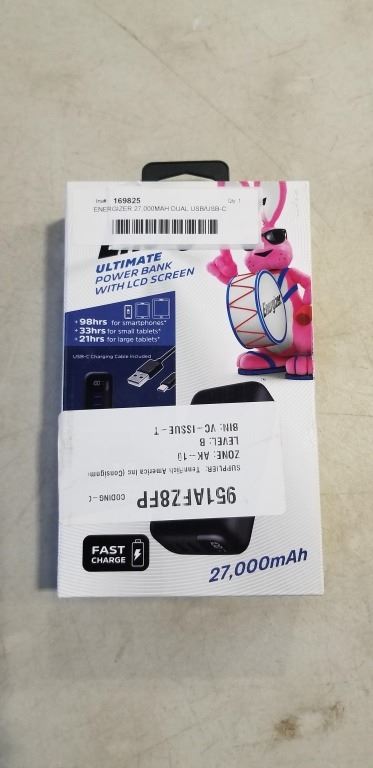 Ins#: 169825 Qty: 1
ENERGIZER 27,000MAH DUAL USB/USB-C
ULTIMATE
POWER BANK
WITH LCD SCREEN
+98hrs for smartphones*
+33hrs for small tablets*
+21hrs for large tablets*
USB-C Charging Cable Included
Energizer
951AFZ8FP
CODING-
SUPPLIER: America Inc (Consignm
ZONE: AK-10
LEVEL: B
BIN: VC-ISSUE-T
FAST
CHARGE
27,000mAh